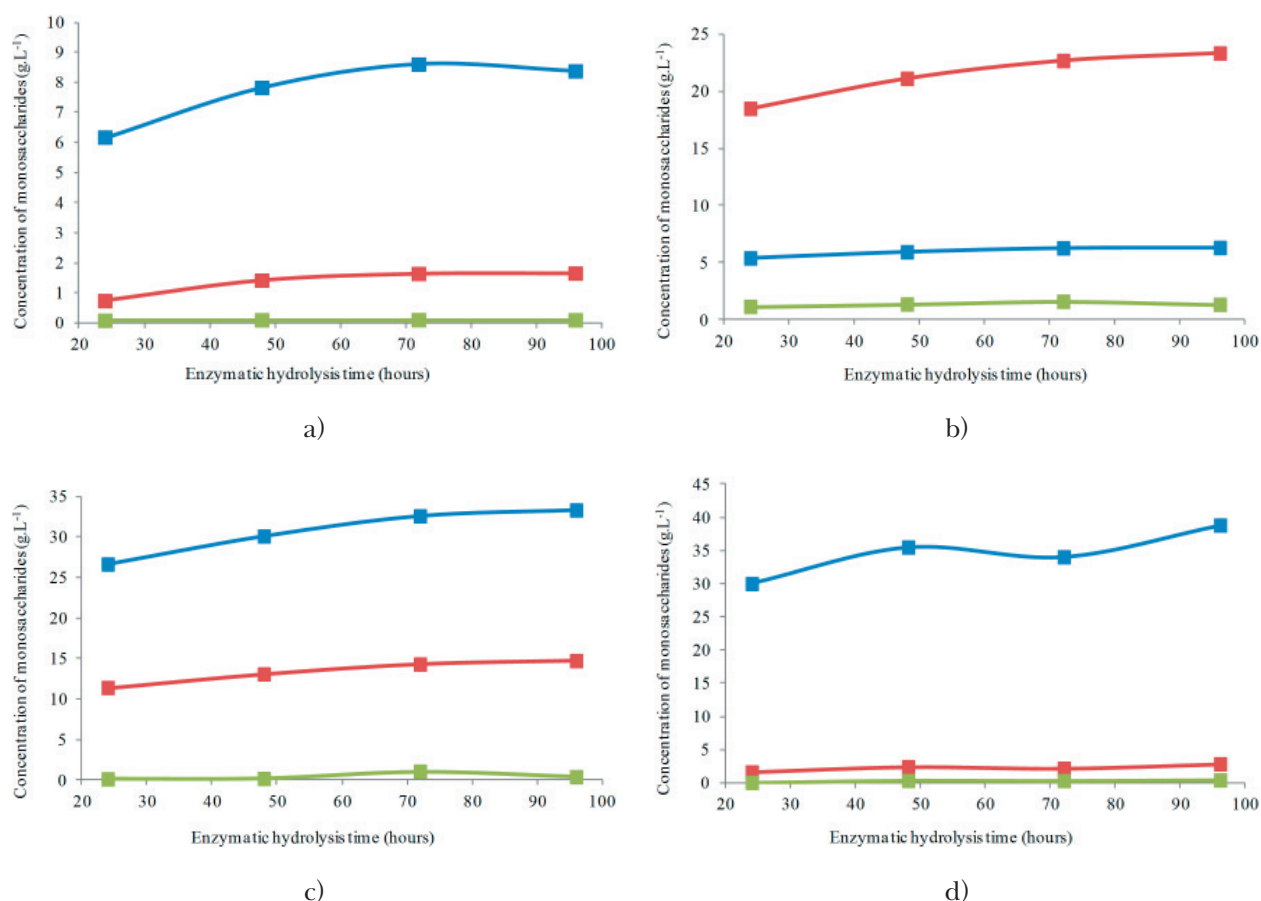 Concentration of monosaccharides (g.L-1)
10
9
8
7
6
5
4
3
2
1
0
20 30 40 50 60 70 80 90 100
Enzymatic hydrolysis time (hours)
a)
Concentration of monosaccharides (g.L-1)
25
20
15
10
5
0
20 30 40 50 60 70 80 90 100
Enzymatic hydrolysis time (hours)
b)
Concentration of monosaccharides (g.L-1)
35
30
25
20
15
10
5
0
20 30 40 50 60 70 80 90 100
Enzymatic hydrolysis time (hours)
c)
Concentration of monosaccharides (g.L-1)
45
40
35
30
25
20
15
10
5
0
20 30 40 50 60 70 80 90 100
Enzymatic hydrolysis time (hours)
d)